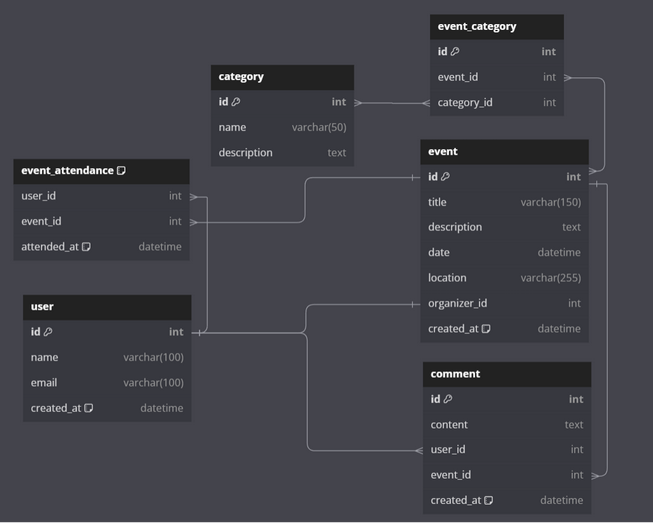 event_category
id int
event_id int
category_id int
category
id int
name varchar(50)
description text
event_attendance
user_id int
event_id int
attended_at datetime
event
id int
title varchar(150)
description text
date datetime
location varchar(255)
organizer_id int
created_at datetime
user
id int
name varchar(100)
email varchar(100)
created_at datetime
comment
id int
content text
user_id int
event_id int
created_at datetime